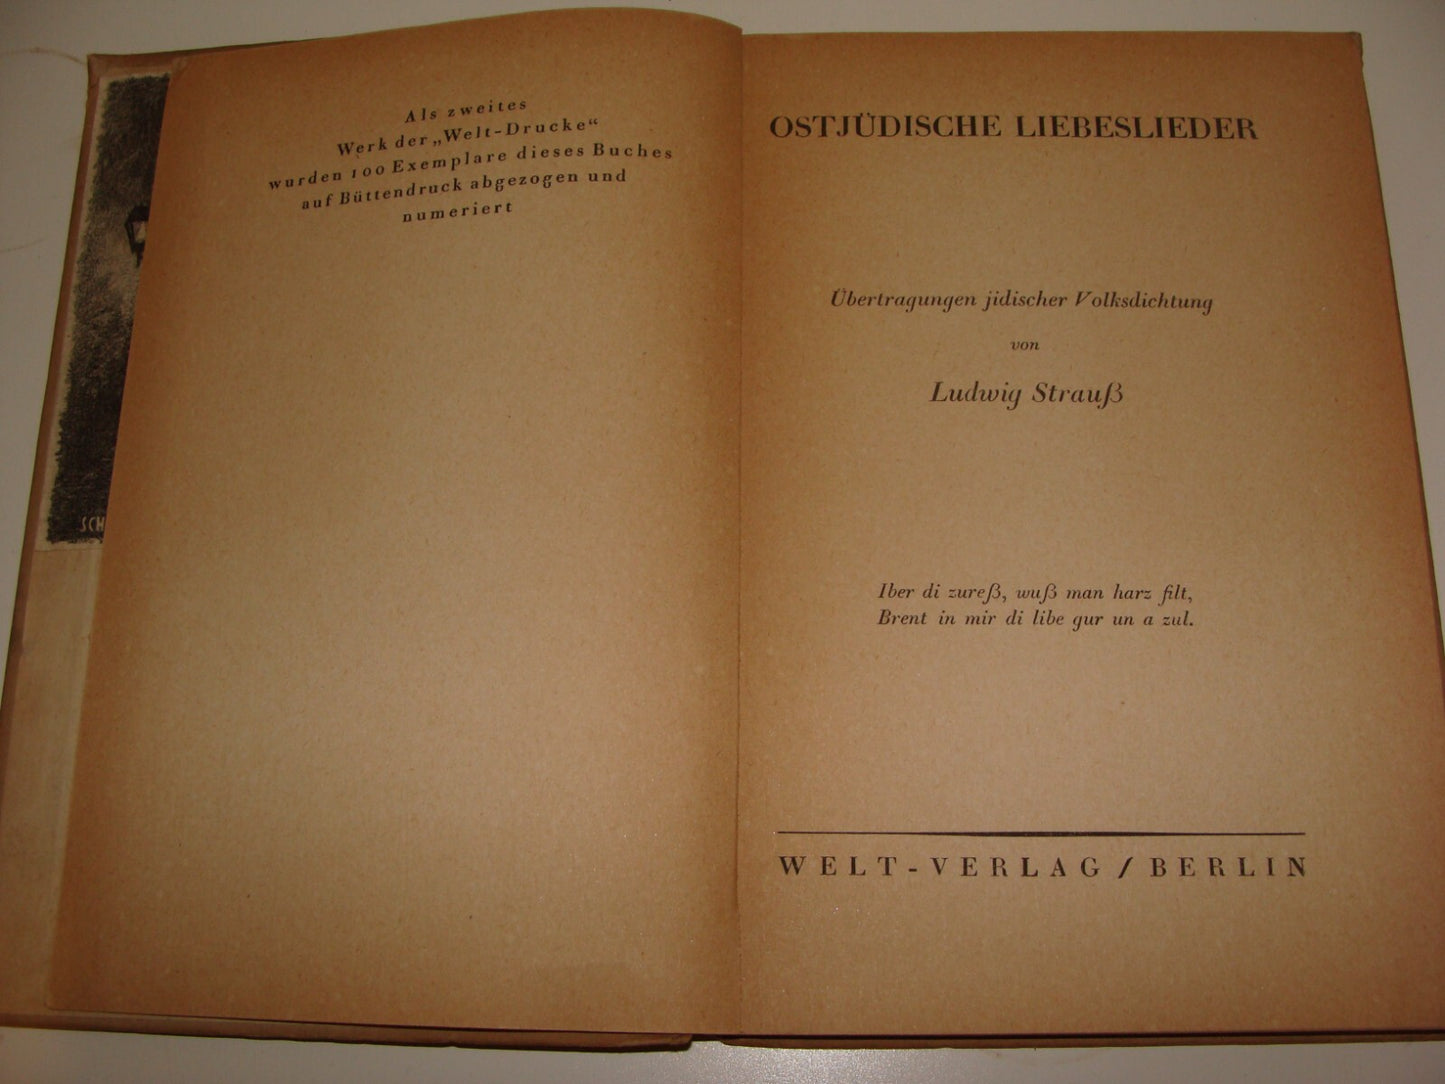 Als zweites
Werk der „Welt-Drucke“
wurden 100 Exemplare dieses Buches
auf Büttendruck abgezogen und
numeriert
SCH
OSTJÜDISCHE LIEBESLIEDER
Übertragungen jidischer Volksdichtung
von
Ludwig Strauß
Iber di zureß, wuß man harz filt,
Brent in mir di libe gur un a zul.
WELT-VERLAG / BERLIN